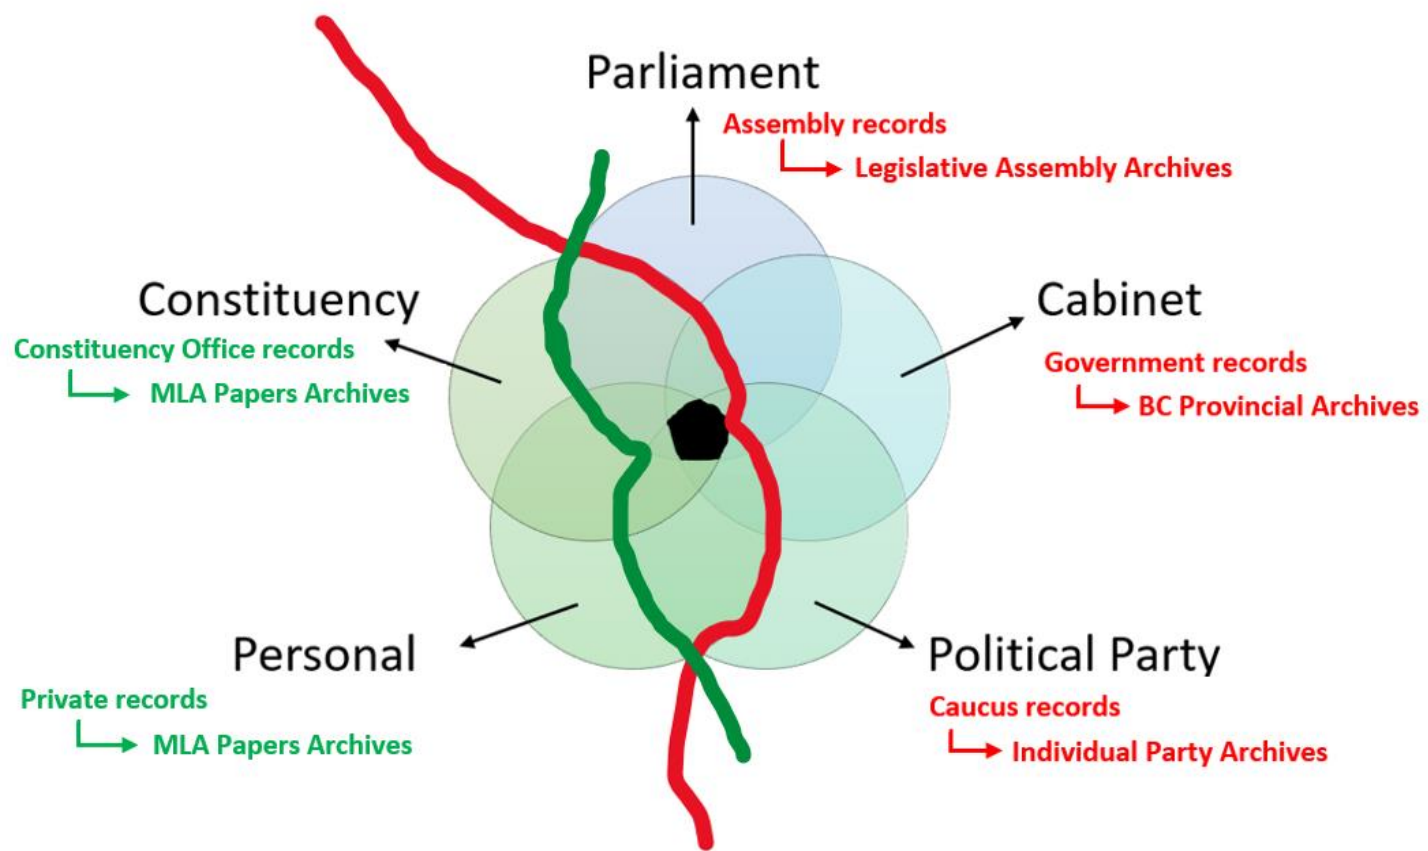 Parliament
Assembly records
Legislative Assembly Archives
Constituency
Constituency Office records
MLA Papers Archives
Cabinet
Government records
BC Provincial Archives
Personal
Private records
MLA Papers Archives
Political Party
Caucus records
Individual Party Archives